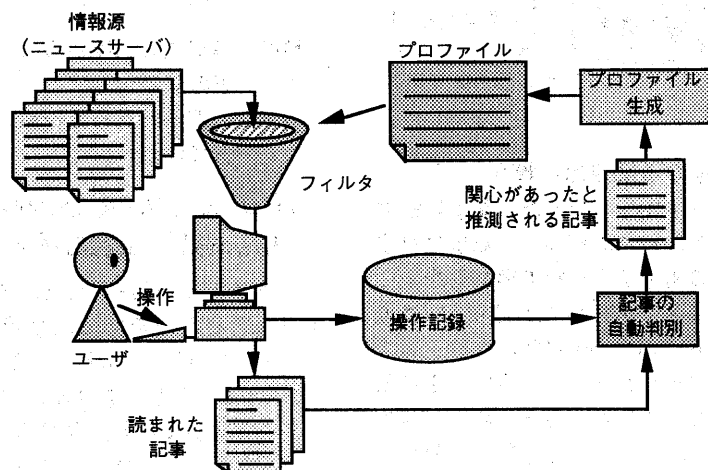 情報源
(ニュースサーバ)
プロファイル
プロファイル
生成
フィルタ
関心があったと
推測される記事
操作
ユーザ
操作記録
記事の
自動判別
読まれた
記事